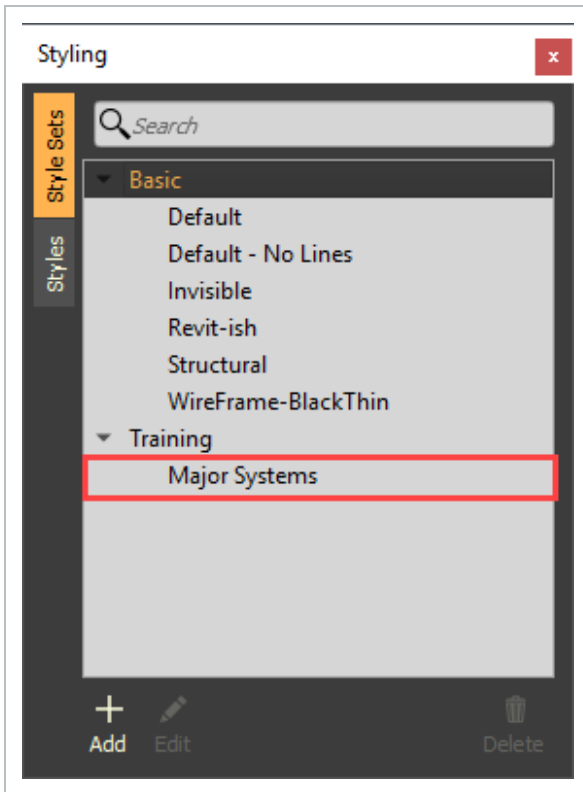 Styling
x
Style Sets
Styles
Search
Basic
Default
Default - No Lines
Invisible
Revit-ish
Structural
WireFrame-BlackThin
Training
Major Systems
Add
Edit
Delete